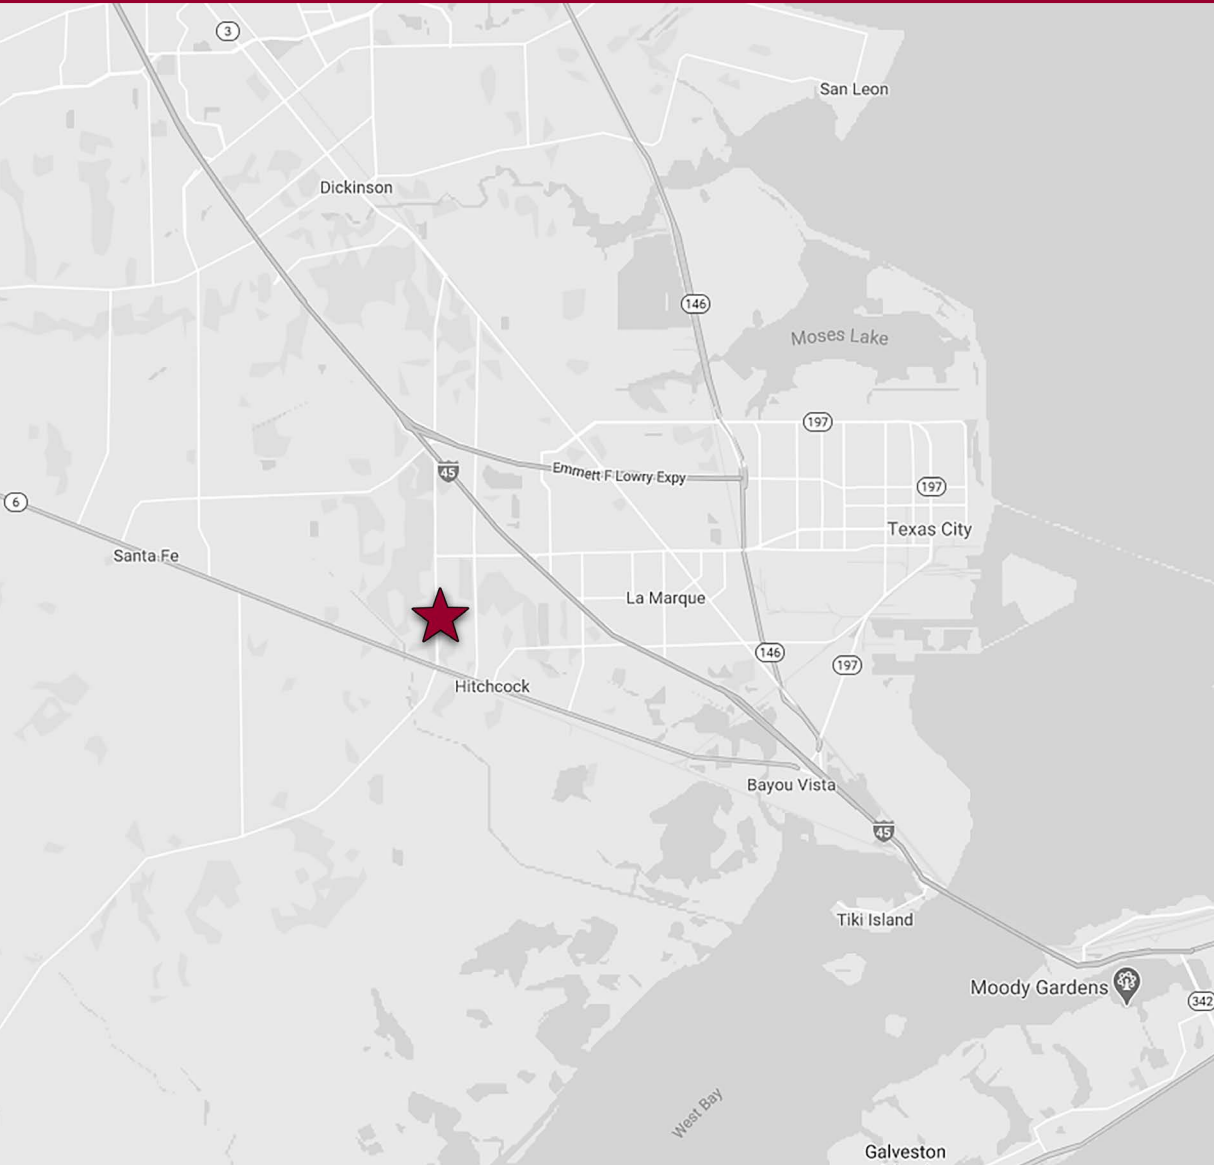 3
San Leon
Dickinson
146
Moses Lake
197
45
Emmett F Lowry Expy
197
6
Texas City
Santa Fe
La Marque
146
197
Hitchcock
Bayou Vista
45
Tiki Island
Moody Gardens
342
West Bay
Galveston